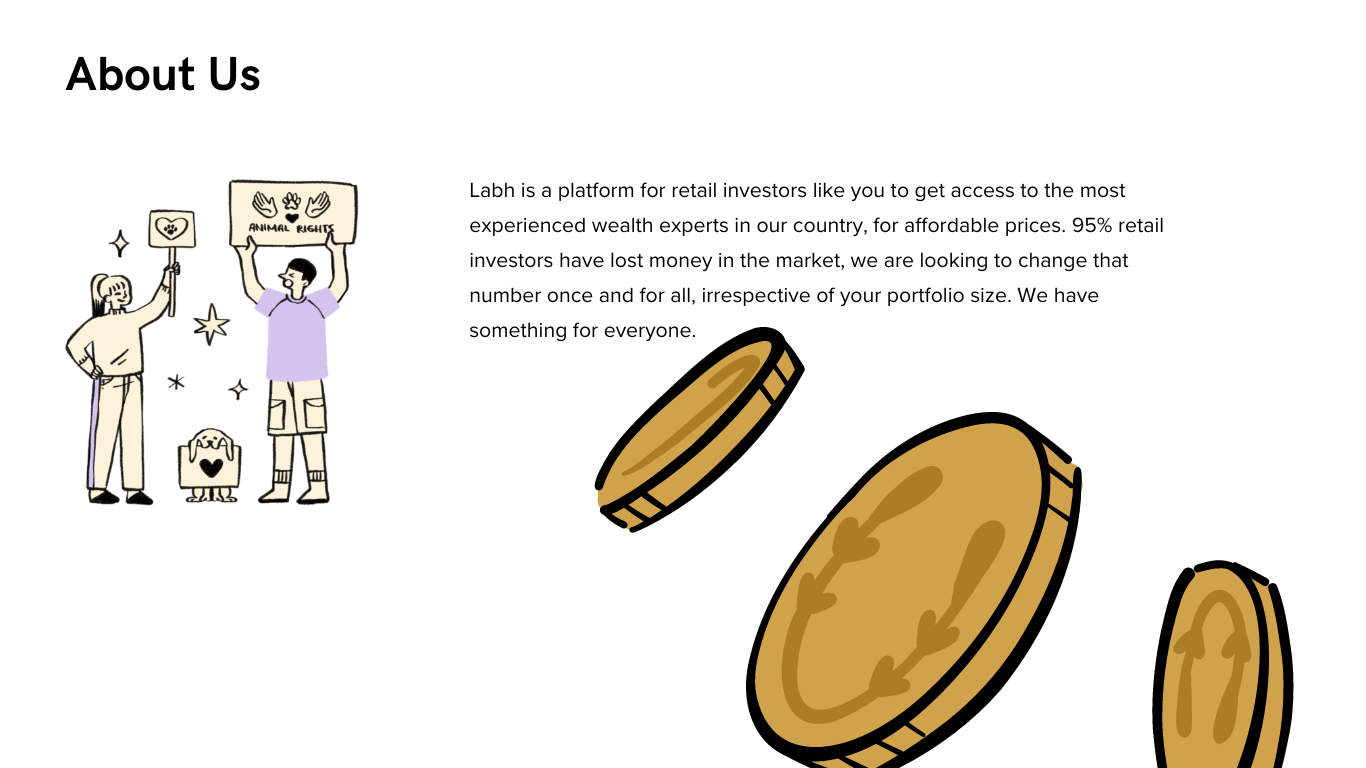 About Us
ANIMAL RIGHTS
Labh is a platform for retail investors like you to get access to the most
experienced wealth experts in our country, for affordable prices. 95% retail
investors have lost money in the market, we are looking to change that
number once and for all, irrespective of your portfolio size. We have
something for everyone.